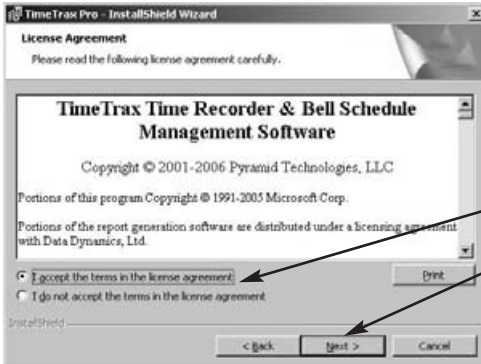 TimeTrax Pro - InstallShield Wizard
License Agreement
Please read the following license agreement carefully.
TimeTrax Time Recorder & Bell Schedule
Management Software
Copyright © 2001-2006 Pyramid Technologies, LLC
Portions of this program Copyright © 1991-2005 Microsoft Corp.
Portions of the report generation software are distributed under a licensing agreement
with Data Dynamics, Ltd.
I accept the terms in the license agreement
Print
I do not accept the terms in the license agreement
InstallShield
< Back
Next >
Cancel